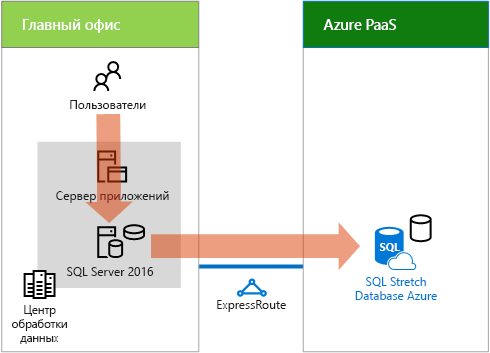 Главный офис
Azure PaaS
Пользователи
Сервер приложений
SQL Server 2016
Центр
обработки
данных
ExpressRoute
SQL
SQL Stretch
Database Azure